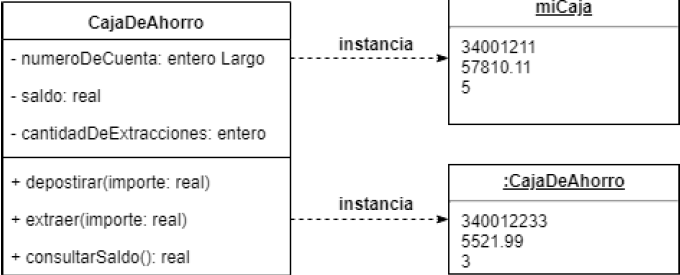 CajaDeAhorro
- numeroDeCuenta: entero Largo
- saldo: real
- cantidadDeExtracciones: entero
+ depostirar(importe: real)
+ extraer(importe: real)
+ consultarSaldo(): real
instancia
miCaja
34001211
57810.11
5
instancia
:CajaDeAhorro
340012233
5521.99
3